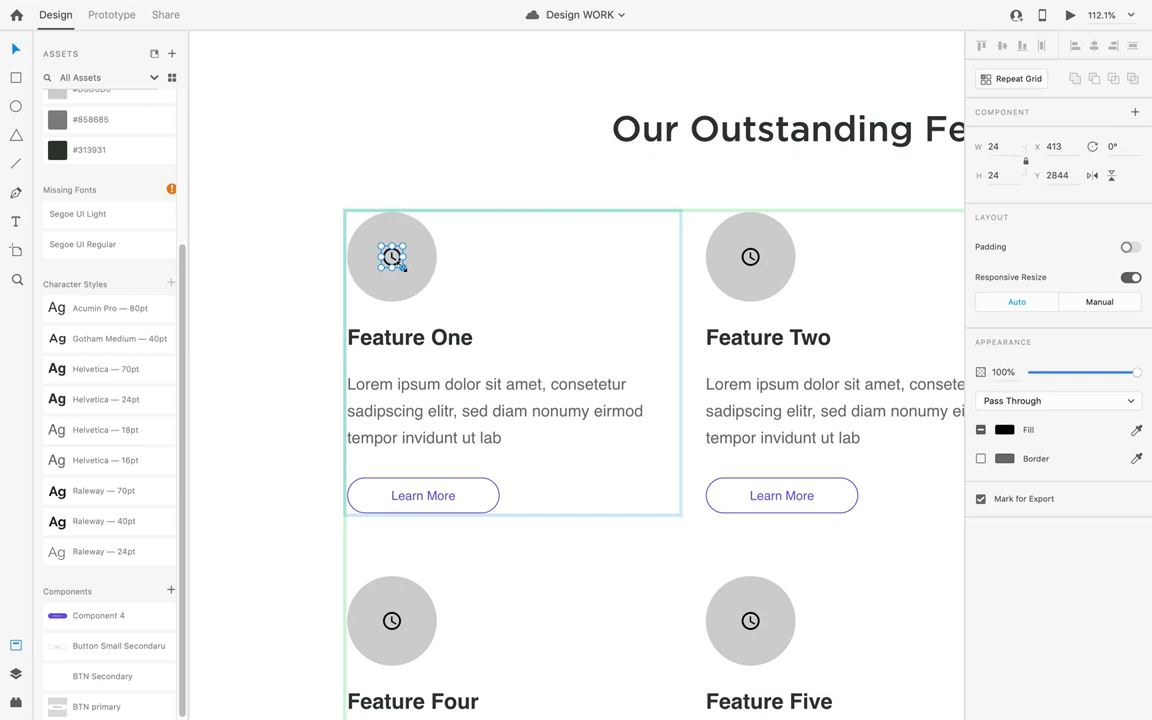 Design Prototype Share Design WORK 112.1%
ASSETS
All Assets
#858685
#313931
Missing Fonts
Segoe UI Light
Segoe UI Regular
Character Styles
Ag Acumin Pro — 80pt
Ag Gotham Medium — 40pt
Ag Helvetica — 70pt
Ag Helvetica — 24pt
Ag Helvetica — 18pt
Ag Helvetica — 16pt
Ag Raleway — 70pt
Ag Raleway — 40pt
Ag Raleway — 24pt
Components
Component 4
Button Small Secondaru
BTN Secondary
BTN primary
Our Outstanding Fe
Feature One
Lorem ipsum dolor sit amet, consetetur
sadipscing elitr, sed diam nonumy eirmod
tempor invidunt ut lab
Learn More
Feature Two
Lorem ipsum dolor sit amet, consete
sadipscing elitr, sed diam nonumy ei
tempor invidunt ut lab
Learn More
Feature Four
Feature Five
Repeat Grid
COMPONENT
W 24 X 413 0°
H 24 Y 2844
LAYOUT
Padding
Responsive Resize
Auto Manual
APPEARANCE
100%
Pass Through
Fill
Border
Mark for Export